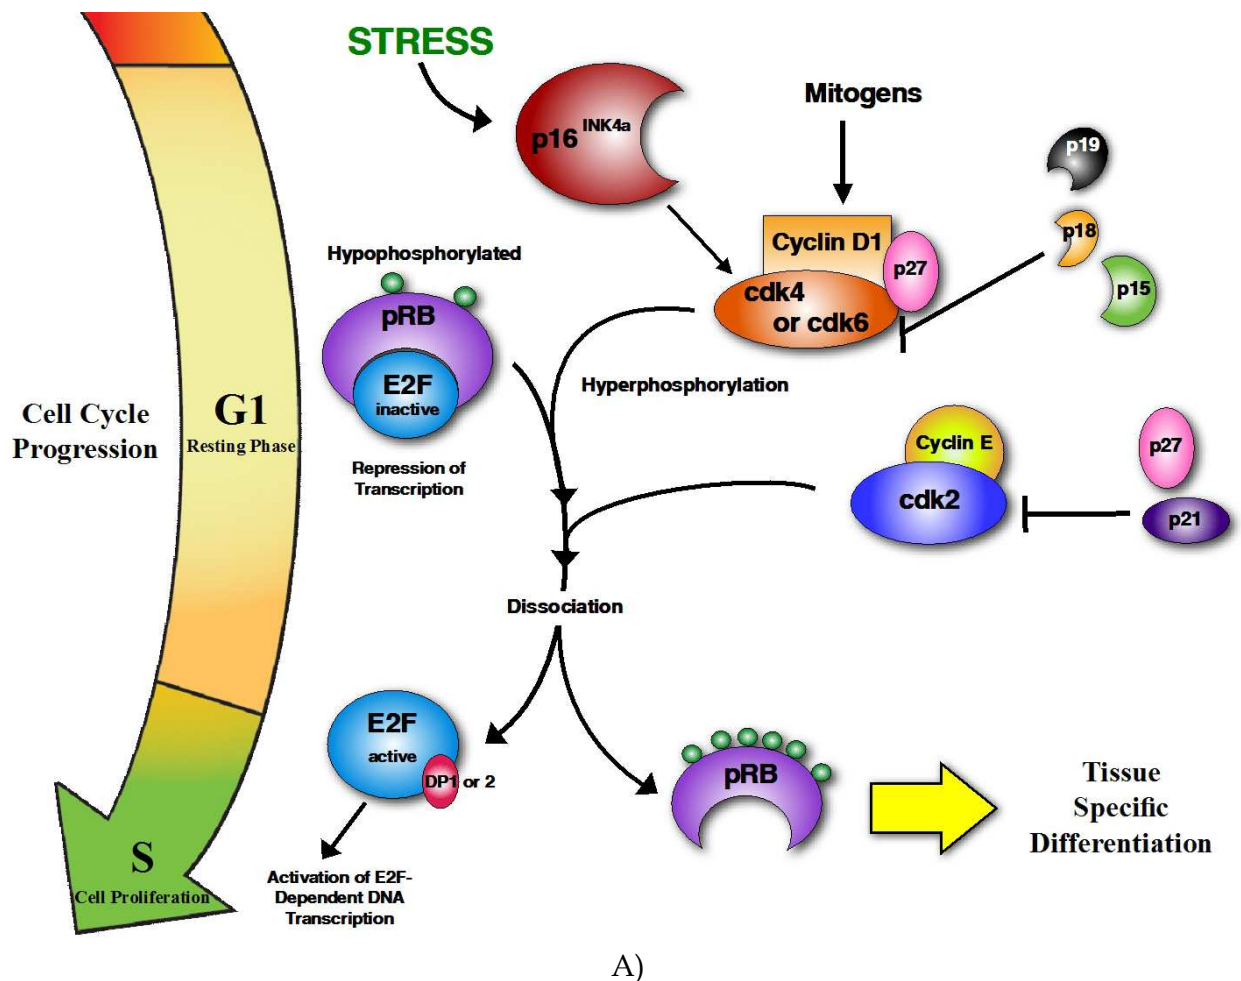 STRESS
p16 INK4a
Mitogens
p19
p18
p15
Cyclin D1
p27
cdk4
or cdk6
Hypophosphorylated
pRB
E2F
inactive
Repression of
Transcription
Hyperphosphorylation
Cell Cycle
Progression
G1
Resting Phase
Cyclin E
cdk2
p27
p21
Dissociation
E2F
active
DP1 or 2
Activation of E2F-
Dependent DNA
Transcription
pRB
Tissue
Specific
Differentiation
S
Cell Proliferation
A)